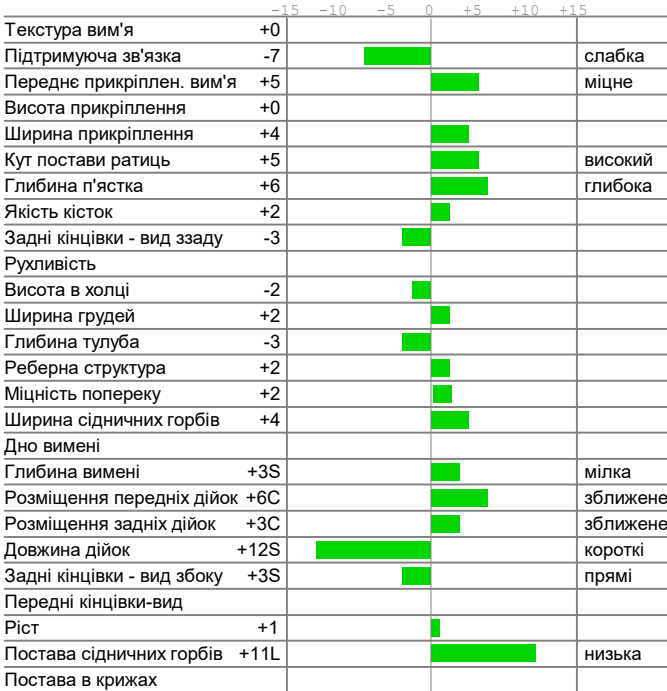 -15 -10 -5 0 +5 +10 +15
Текстура вим'я +0
Підтримуюча зв'язка -7 слабка
Переднє прикріплен. вим'я +5 міцне
Висота прикріплення +0
Ширина прикріплення +4
Кут постави ратиць +5 високий
Глибина п'ястка +6 глибока
Якість кісток +2
Задні кінцівки - вид ззаду -3
Рухливість
Висота в холці -2
Ширина грудей +2
Глибина тулуба -3
Реберна структура +2
Міцність попереку +2
Ширина сідничних горбів +4
Дно вимені
Глибина вимені +3S мілка
Розміщення передніх дійок +6C зближене
Розміщення задніх дійок +3C зближене
Довжина дійок +12S короткі
Задні кінцівки - вид збоку +3S прямі
Передні кінцівки-вид
Ріст +1
Постава сідничних горбів +11L низька
Постава в крижах